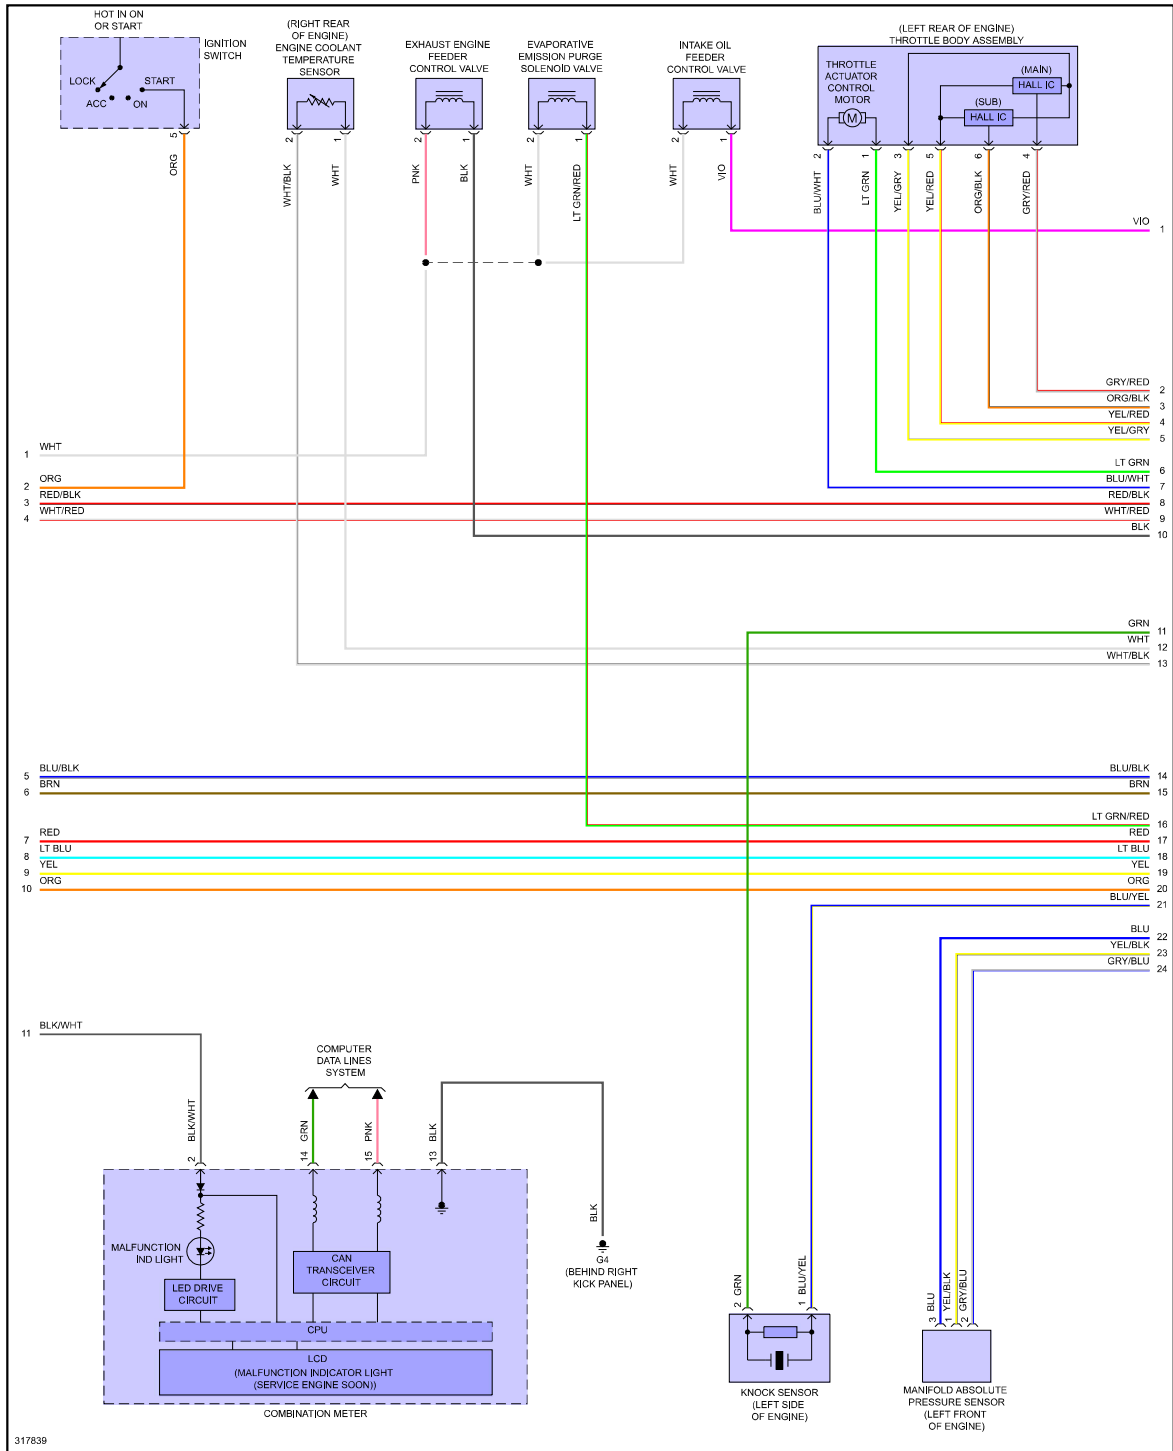 HOT IN ON
OR START
IGNITION
SWITCH
LOCK
START
ACC
ON
5
ORG
(RIGHT REAR
OF ENGINE)
ENGINE COOLANT
TEMPERATURE
SENSOR
2
1
WHT/BLK
WHT
EXHAUST ENGINE
FEEDER
CONTROL VALVE
2
1
PNK
BLK
EVAPORATIVE
EMISSION PURGE
SOLENOID VALVE
2
1
WHT
LT GRN/RED
INTAKE OIL
FEEDER
CONTROL VALVE
2
1
WHT
VIO
(LEFT REAR OF ENGINE)
THROTTLE BODY ASSEMBLY
THROTTLE
ACTUATOR
CONTROL
MOTOR
M
(MAIN)
HALL IC
(SUB)
HALL IC
2
1
3
5
6
4
BLU/WHT
LT GRN
YEL/GRY
YEL/RED
ORG/BLK
GRY/RED
VIO 1
GRY/RED 2
ORG/BLK 3
YEL/RED 4
YEL/GRY 5
LT GRN 6
BLU/WHT 7
RED/BLK 8
WHT/RED 9
BLK 10
GRN 11
WHT 12
WHT/BLK 13
BLU/BLK 14
BRN 15
LT GRN/RED 16
RED 17
LT BLU 18
YEL 19
ORG 20
BLU/YEL 21
BLU 22
YEL/BLK 23
GRY/BLU 24
1 WHT
2 ORG
3 RED/BLK
4 WHT/RED
5 BLU/BLK
6 BRN
7 RED
8 LT BLU
9 YEL
10 ORG
11 BLK/WHT
COMPUTER
DATA LINES
SYSTEM
BLK/WHT
GRN
PNK
BLK
2
14
15
13
MALFUNCTION
IND LIGHT
LED DRIVE
CIRCUIT
CAN
TRANSCEIVER
CIRCUIT
CPU
LCD
(MALFUNCTION INDICATOR LIGHT
(SERVICE ENGINE SOON))
COMBINATION METER
BLK
G4
(BEHIND RIGHT
KICK PANEL)
GRN
BLU/YEL
2
1
KNOCK SENSOR
(LEFT SIDE
OF ENGINE)
BLU
YEL/BLK
GRY/BLU
3
1
2
MANIFOLD ABSOLUTE
PRESSURE SENSOR
(LEFT FRONT
OF ENGINE)
317839